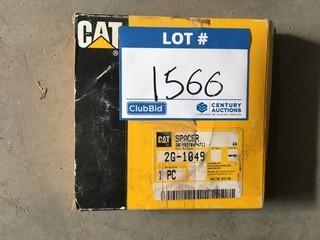 CAT
®
LOT #
1566
ClubBid
CENTURY AUCTIONS
CAT SPACER
2G-1049
1 PC